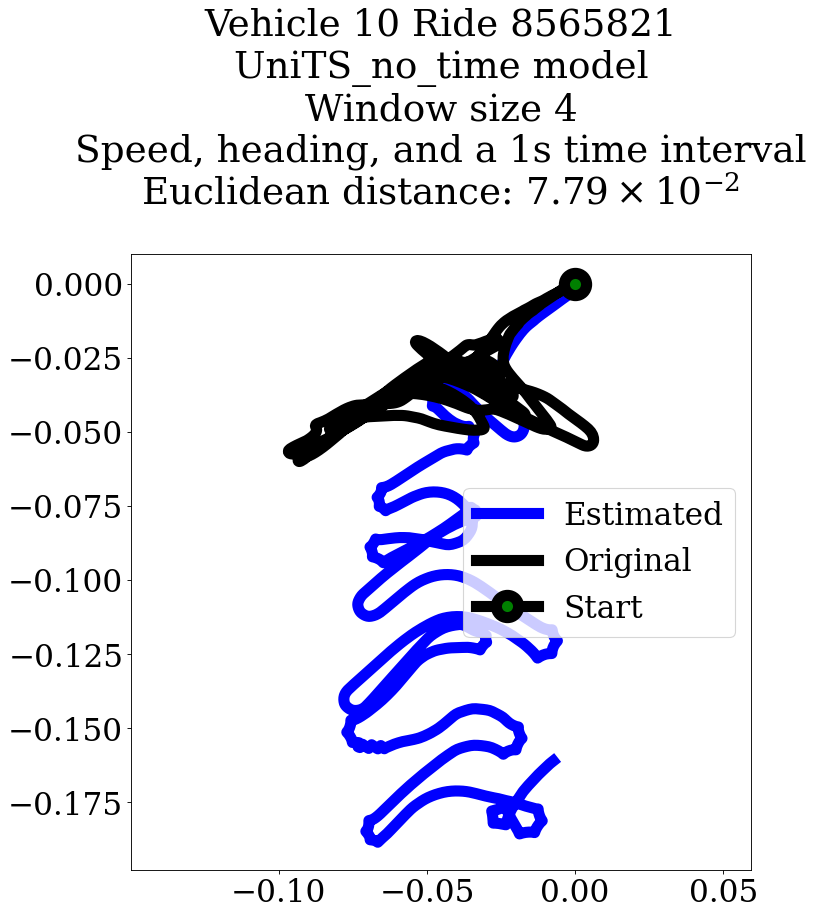 Vehicle 10 Ride 8565821
UniTS_no_time model
Window size 4
Speed, heading, and a 1s time interval
Euclidean distance: 7.79 × 10⁻²
0.000
−0.025
−0.050
−0.075
−0.100
−0.125
−0.150
−0.175
Estimated
Original
Start
−0.10 −0.05 0.00 0.05